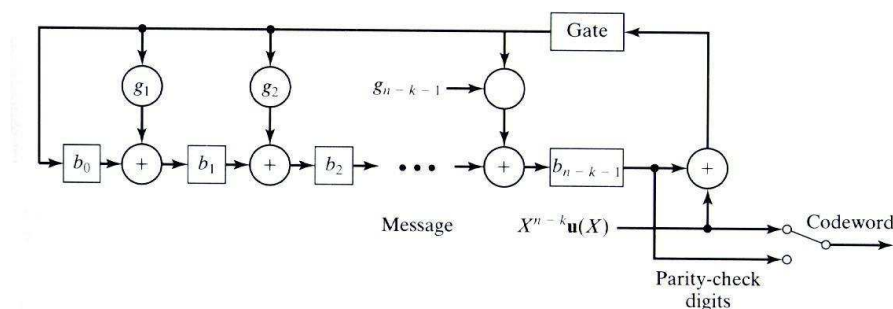 Gate
g₁
g₂
gₙ₋ₖ₋₁
b₀
+
b₁
+
b₂
+
bₙ₋ₖ₋₁
+
Message
Xⁿ⁻ᵏu(X)
Codeword
Parity-check
digits